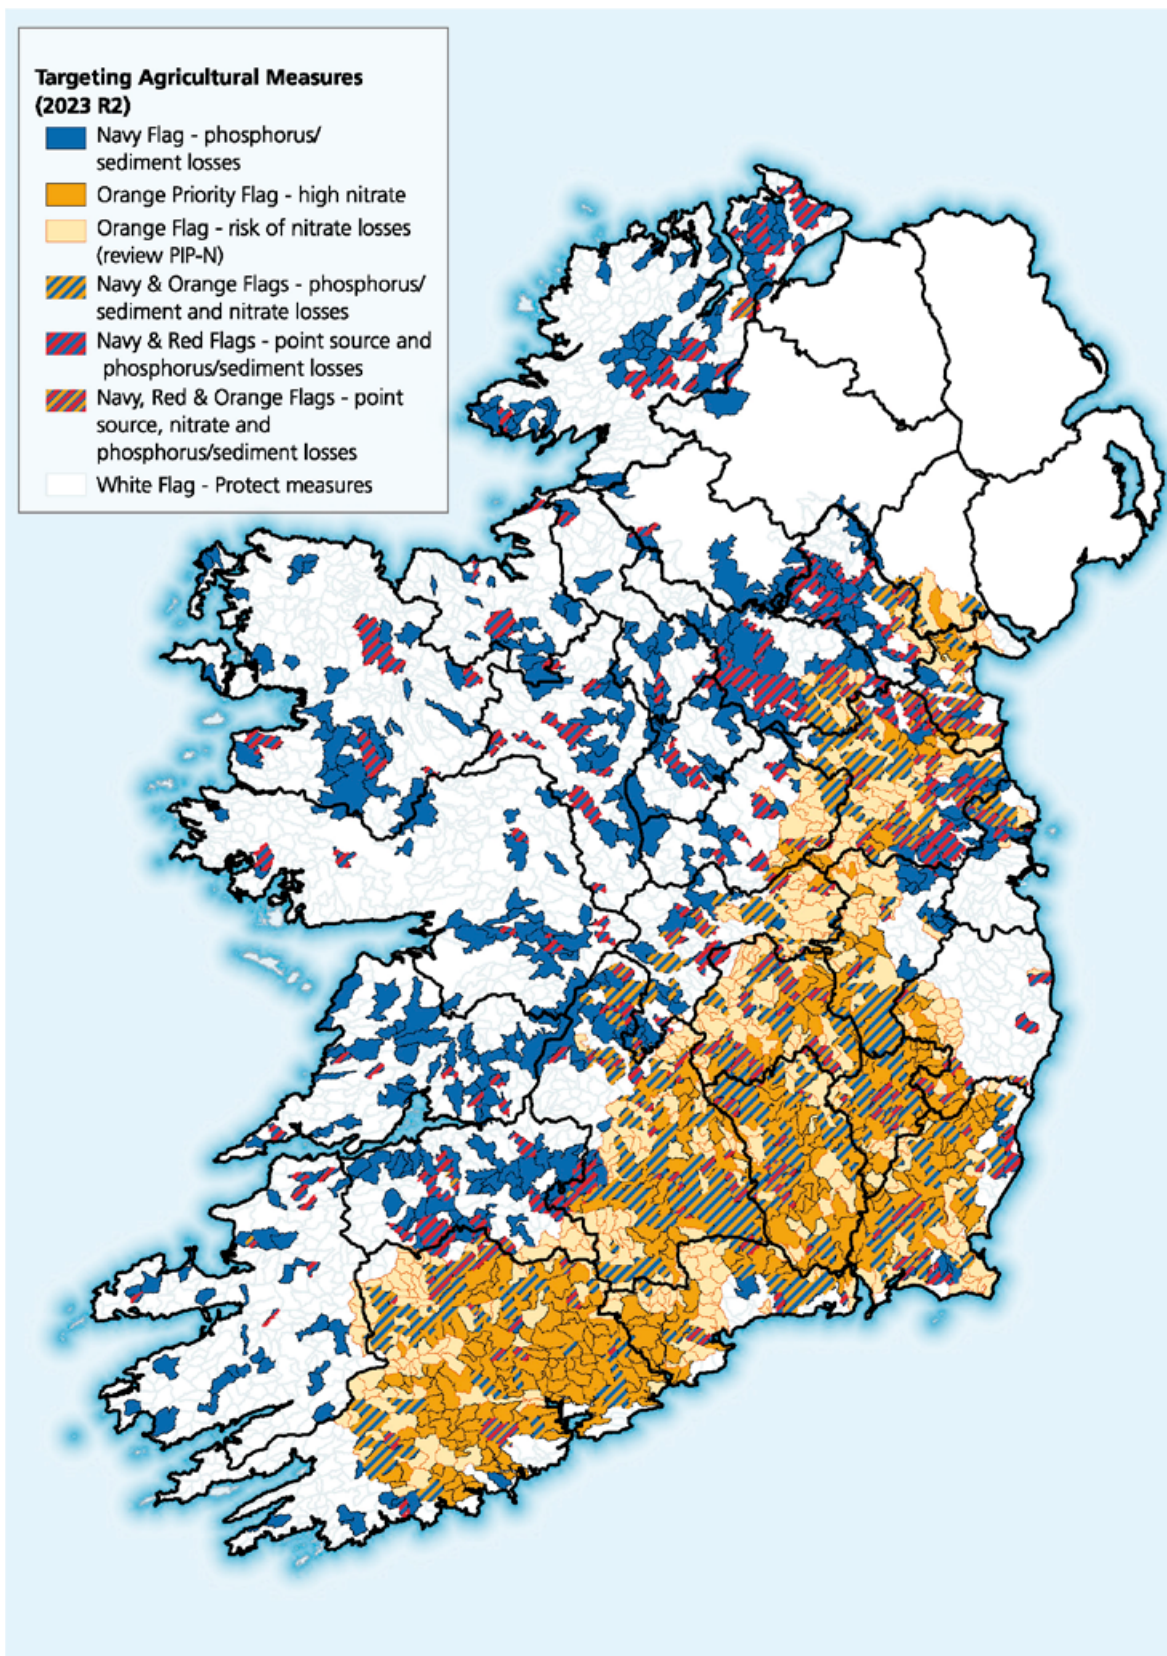 Targeting Agricultural Measures
(2023 R2)
Navy Flag - phosphorus/
sediment losses
Orange Priority Flag - high nitrate
Orange Flag - risk of nitrate losses
(review PIP-N)
Navy & Orange Flags - phosphorus/
sediment and nitrate losses
Navy & Red Flags - point source and
phosphorus/sediment losses
Navy, Red & Orange Flags - point
source, nitrate and
phosphorus/sediment losses
White Flag - Protect measures